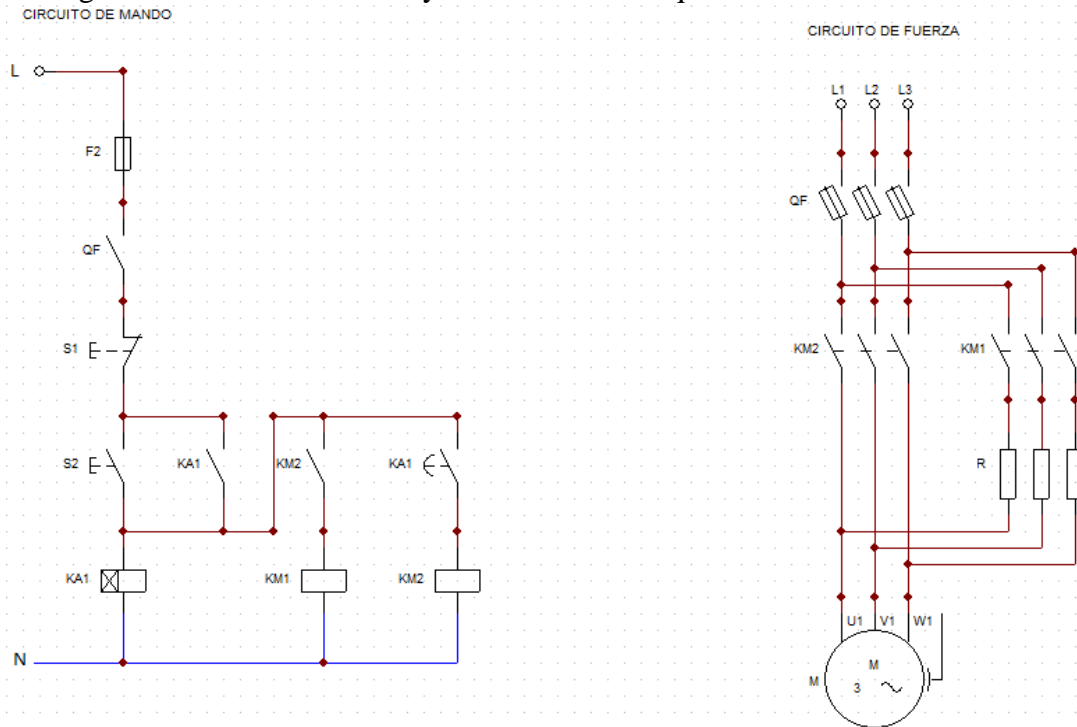 CIRCUITO DE MANDO
L
F2
QF
S1
S2
KA1
KM2
KA1
KA1
KM1
KM2
N
CIRCUITO DE FUERZA
L1 L2 L3
QF
KM2
KM1
R
U1 V1 W1
M
M
3